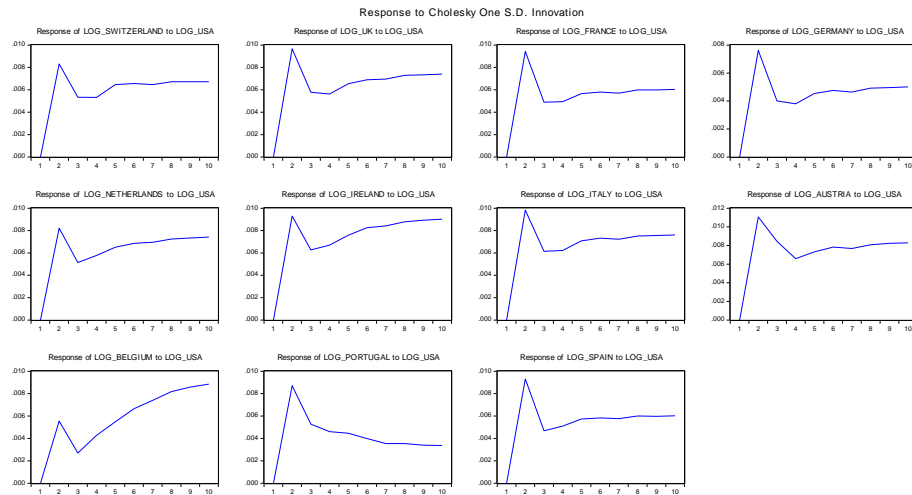 Response to Cholesky One S.D. Innovation
Response of LOG_SWITZERLAND to LOG_USA
.010
.008
.006
.004
.002
.000
1 2 3 4 5 6 7 8 9 10
Response of LOG_UK to LOG_USA
.010
.008
.006
.004
.002
.000
1 2 3 4 5 6 7 8 9 10
Response of LOG_FRANCE to LOG_USA
.010
.008
.006
.004
.002
.000
1 2 3 4 5 6 7 8 9 10
Response of LOG_GERMANY to LOG_USA
.008
.006
.004
.002
.000
1 2 3 4 5 6 7 8 9 10
Response of LOG_NETHERLANDS to LOG_USA
.010
.008
.006
.004
.002
.000
1 2 3 4 5 6 7 8 9 10
Response of LOG_IRELAND to LOG_USA
.010
.008
.006
.004
.002
.000
1 2 3 4 5 6 7 8 9 10
Response of LOG_ITALY to LOG_USA
.010
.008
.006
.004
.002
.000
1 2 3 4 5 6 7 8 9 10
Response of LOG_AUSTRIA to LOG_USA
.012
.010
.008
.006
.004
.002
.000
1 2 3 4 5 6 7 8 9 10
Response of LOG_BELGIUM to LOG_USA
.010
.008
.006
.004
.002
.000
1 2 3 4 5 6 7 8 9 10
Response of LOG_PORTUGAL to LOG_USA
.010
.008
.006
.004
.002
.000
1 2 3 4 5 6 7 8 9 10
Response of LOG_SPAIN to LOG_USA
.010
.008
.006
.004
.002
.000
1 2 3 4 5 6 7 8 9 10